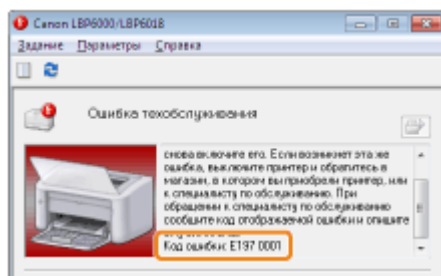 Canon LBP6000/LBP6018
Задание Параметры Справка
Ошибка техобслуживания
снова включите его. Если возникнет эта же
ошибка, выключите принтер и обратитесь в
магазин, в котором вы приобрели принтер, или
к специалисту по обслуживанию. При
обращении к специалисту по обслуживанию
сообщите код отображаемой ошибки и опишите
Код ошибки: E197 0001